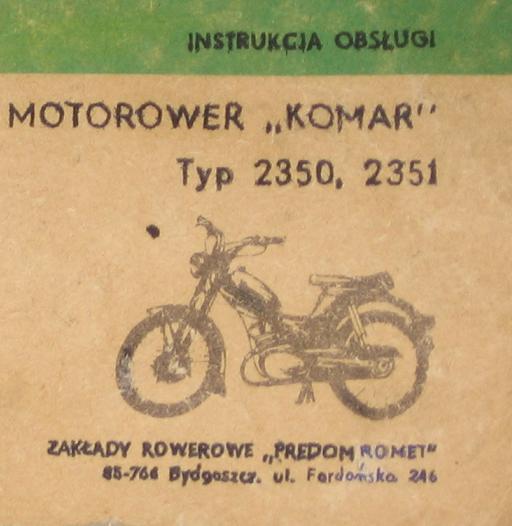 INSTRUKCJA OBSŁUGI
MOTOROWER „KOMAR"
Typ 2350, 2351
ZAKŁADY ROWEROWE „PREDOM ROMET"
85-766 Bydgoszcz. ul. Fordońska 246